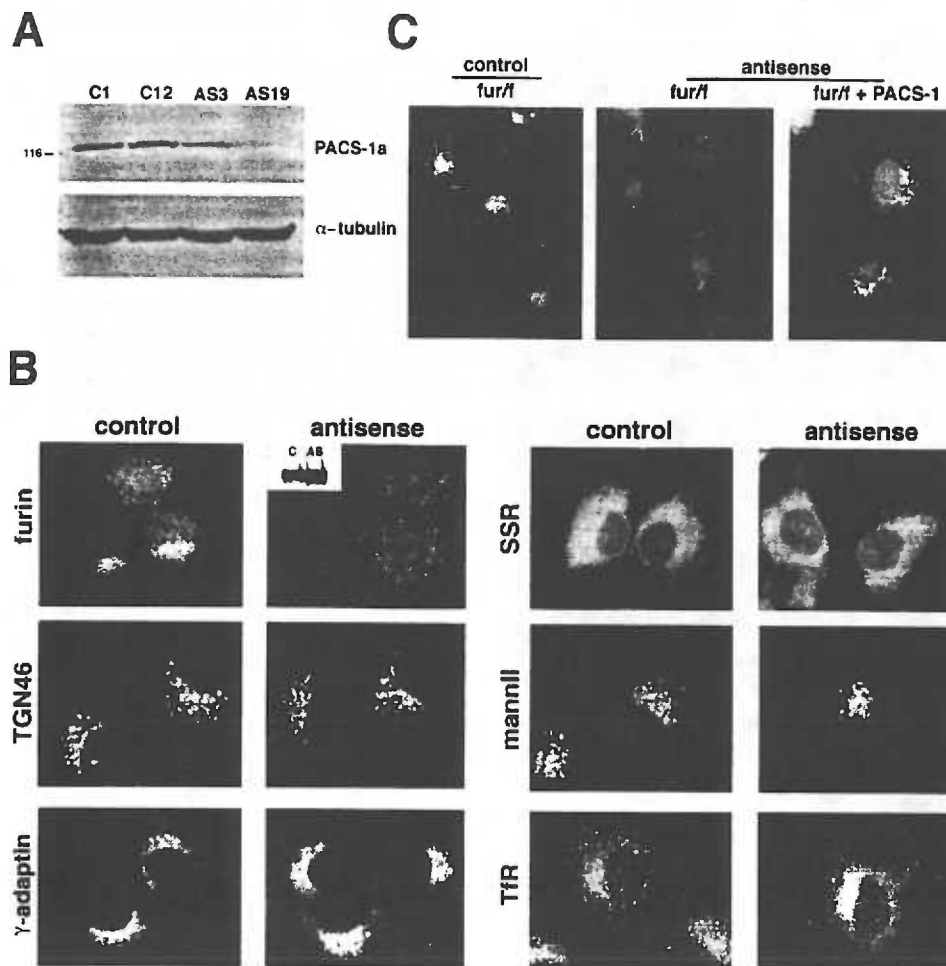 A
C1 C12 AS3 AS19
116
PACS-1a
α-tubulin
C
control
antisense
fur/f
fur/f
fur/f + PACS-1
B
control
antisense
control
antisense
furin
C AS
SSR
TGN46
mannII
γ-adaptin
TfR